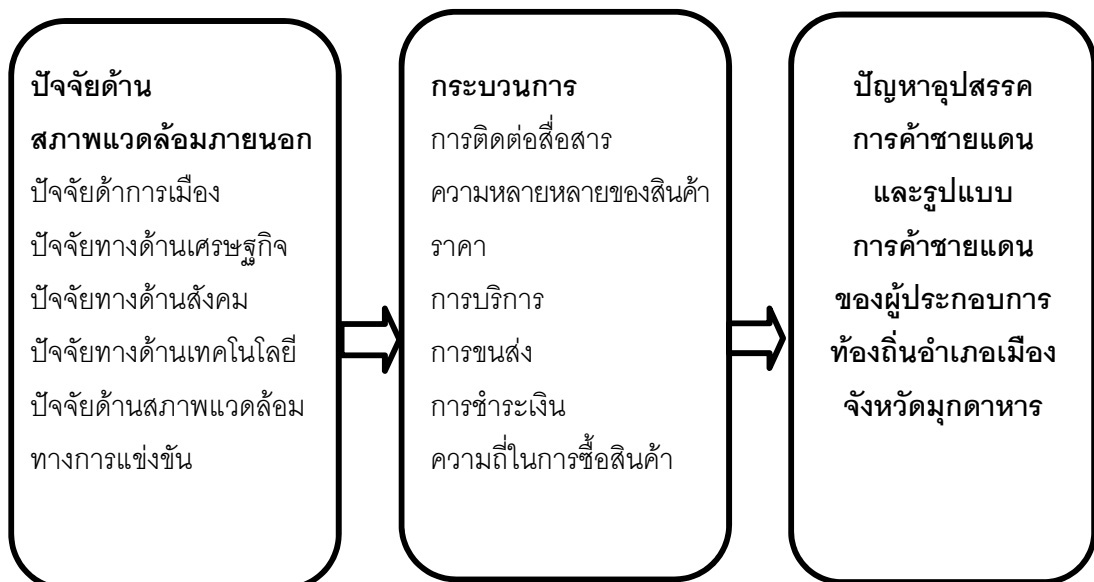 ปัจจัยด้าน
สภาพแวดล้อมภายนอก
ปัจจัยด้าการเมือง
ปัจจัยทางด้านเศรษฐกิจ
ปัจจัยทางด้านสังคม
ปัจจัยทางด้านเทคโนโลยี
ปัจจัยด้านสภาพแวดล้อม
ทางการแข่งขัน
กระบวนการ
การติดต่อสื่อสาร
ความหลายหลายของสินค้า
ราคา
การบริการ
การขนส่ง
การชำระเงิน
ความถี่ในการซื้อสินค้า
ปัญหาอุปสรรค
การค้าชายแดน
และรูปแบบ
การค้าชายแดน
ของผู้ประกอบการ
ท้องถิ่นอำเภอเมือง
จังหวัดมุกดาหาร